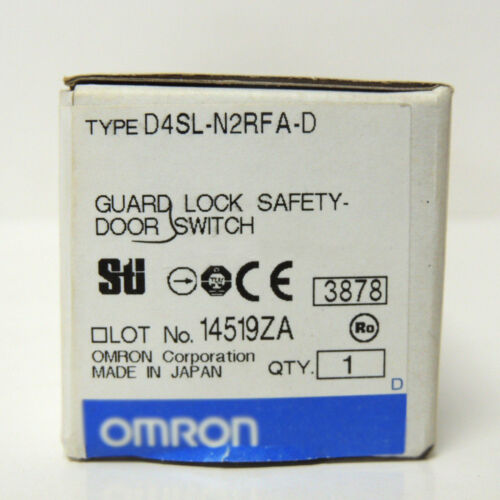 TYPE D4SL-N2RFA-D
GUARD LOCK SAFETY-
DOOR SWITCH
Sti CE 3878
LOT No. 14519ZA Ro
OMRON Corporation
MADE IN JAPAN QTY. 1
D
OMRON